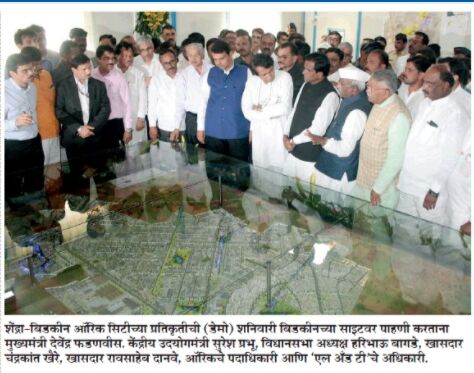 शेंद्रा-बिडकीन ऑरिक सिटीच्या प्रतिकृतीची (डेमो) शनिवारी बिडकीनच्या साइटवर पाहणी करताना
मुख्यमंत्री देवेंद्र फडणवीस. केंद्रीय उदयोगमंत्री सुरेश प्रभू, विधानसभा अध्यक्ष हरिभाऊ बागडे, खासदार
चंद्रकांत खैरे, खासदार रावसाहेब दानवे, ऑरिकचे पदाधिकारी आणि 'एल अँड टी'चे अधिकारी.